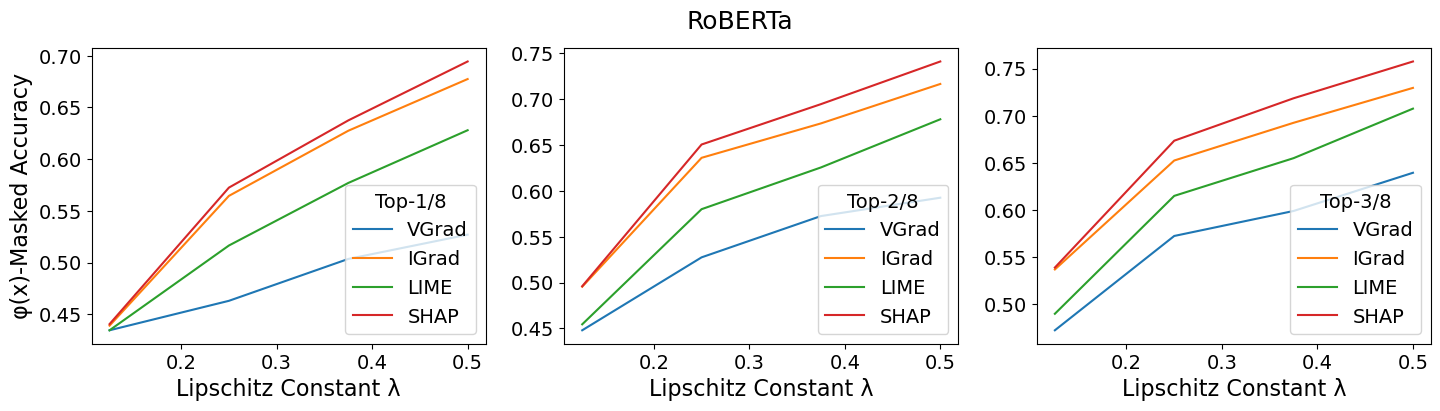 RoBERTa
φ(x)-Masked Accuracy
0.70
0.65
0.60
0.55
0.50
0.45
Top-1/8
VGrad
IGrad
LIME
SHAP
0.2
0.3
0.4
0.5
Lipschitz Constant λ
0.75
0.70
0.65
0.60
0.55
0.50
0.45
Top-2/8
VGrad
IGrad
LIME
SHAP
0.2
0.3
0.4
0.5
Lipschitz Constant λ
0.75
0.70
0.65
0.60
0.55
0.50
Top-3/8
VGrad
IGrad
LIME
SHAP
0.2
0.3
0.4
0.5
Lipschitz Constant λ